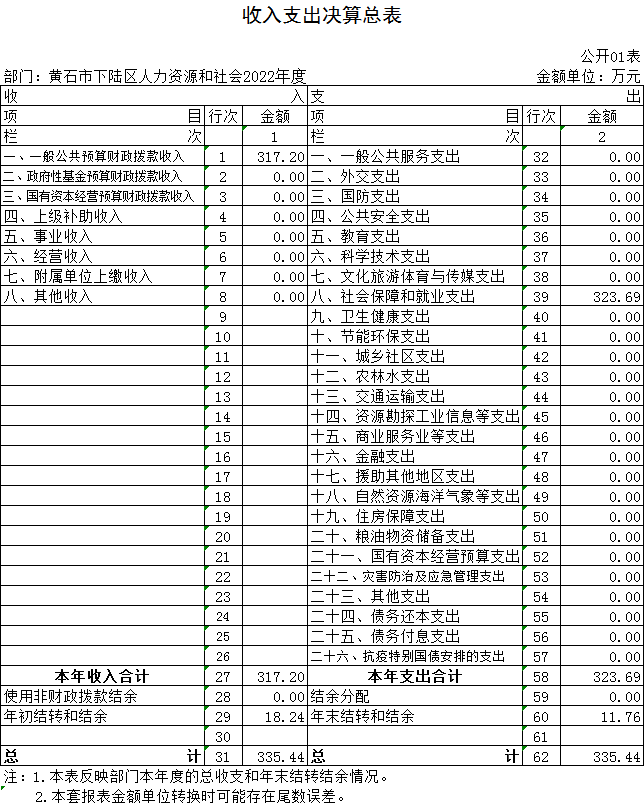 收入支出决算总表
公开01表
部门：黄石市下陆区人力资源和社会2022年度 金额单位：万元
收 入 支 出
项 目 行次 金额 项 目 行次 金额
栏 次 1 栏 次 2
一、一般公共预算财政拨款收入 1 317.20 一、一般公共服务支出 32 0.00
二、政府性基金预算财政拨款收入 2 0.00 二、外交支出 33 0.00
三、国有资本经营预算财政拨款收入 3 0.00 三、国防支出 34 0.00
四、上级补助收入 4 0.00 四、公共安全支出 35 0.00
五、事业收入 5 0.00 五、教育支出 36 0.00
六、经营收入 6 0.00 六、科学技术支出 37 0.00
七、附属单位上缴收入 7 0.00 七、文化旅游体育与传媒支出 38 0.00
八、其他收入 8 0.00 八、社会保障和就业支出 39 323.69
9 九、卫生健康支出 40 0.00
10 十、节能环保支出 41 0.00
11 十一、城乡社区支出 42 0.00
12 十二、农林水支出 43 0.00
13 十三、交通运输支出 44 0.00
14 十四、资源勘探工业信息等支出 45 0.00
15 十五、商业服务业等支出 46 0.00
16 十六、金融支出 47 0.00
17 十七、援助其他地区支出 48 0.00
18 十八、自然资源海洋气象等支出 49 0.00
19 十九、住房保障支出 50 0.00
20 二十、粮油物资储备支出 51 0.00
21 二十一、国有资本经营预算支出 52 0.00
22 二十二、灾害防治及应急管理支出 53 0.00
23 二十三、其他支出 54 0.00
24 二十四、债务还本支出 55 0.00
25 二十五、债务付息支出 56 0.00
26 二十六、抗疫特别国债安排的支出 57 0.00
本年收入合计 27 317.20 本年支出合计 58 323.69
使用非财政拨款结余 28 0.00 结余分配 59 0.00
年初结转和结余 29 18.24 年末结转和结余 60 11.76
30 61
总 计 31 335.44 总 计 62 335.44
注：1.本表反映部门本年度的总收支和年末结转结余情况。
2.本套报表金额单位转换时可能存在尾数误差。